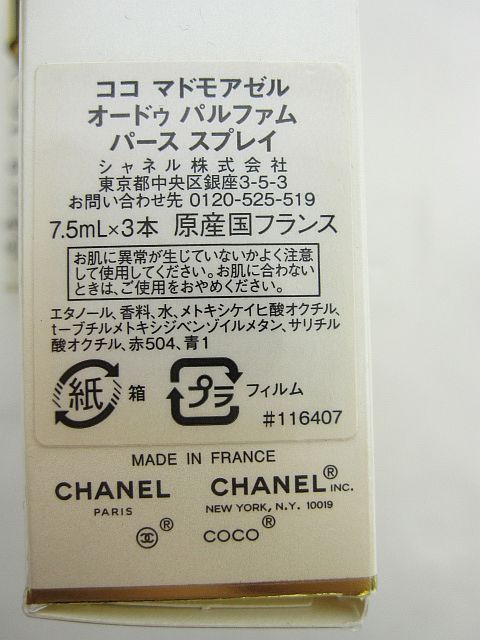 ココ マドモアゼル
オードゥ パルファム
パース スプレイ
シャネル株式会社
東京都中央区銀座3-5-3
お問い合わせ先 0120-525-519
7.5mL×3本 原産国フランス
お肌に異常が生じていないかよく注意
して使用してください。お肌に合わない
ときは、ご使用をおやめください。
エタノール、香料、水、メトキシケイヒ酸オクチル、
t-ブチルメトキシジベンゾイルメタン、サリチル
酸オクチル、赤504、青1
紙 箱 プラ フィルム
#116407
MADE IN FRANCE
CHANEL CHANEL® INC.
PARIS NEW YORK, N.Y. 10019
® COCO®